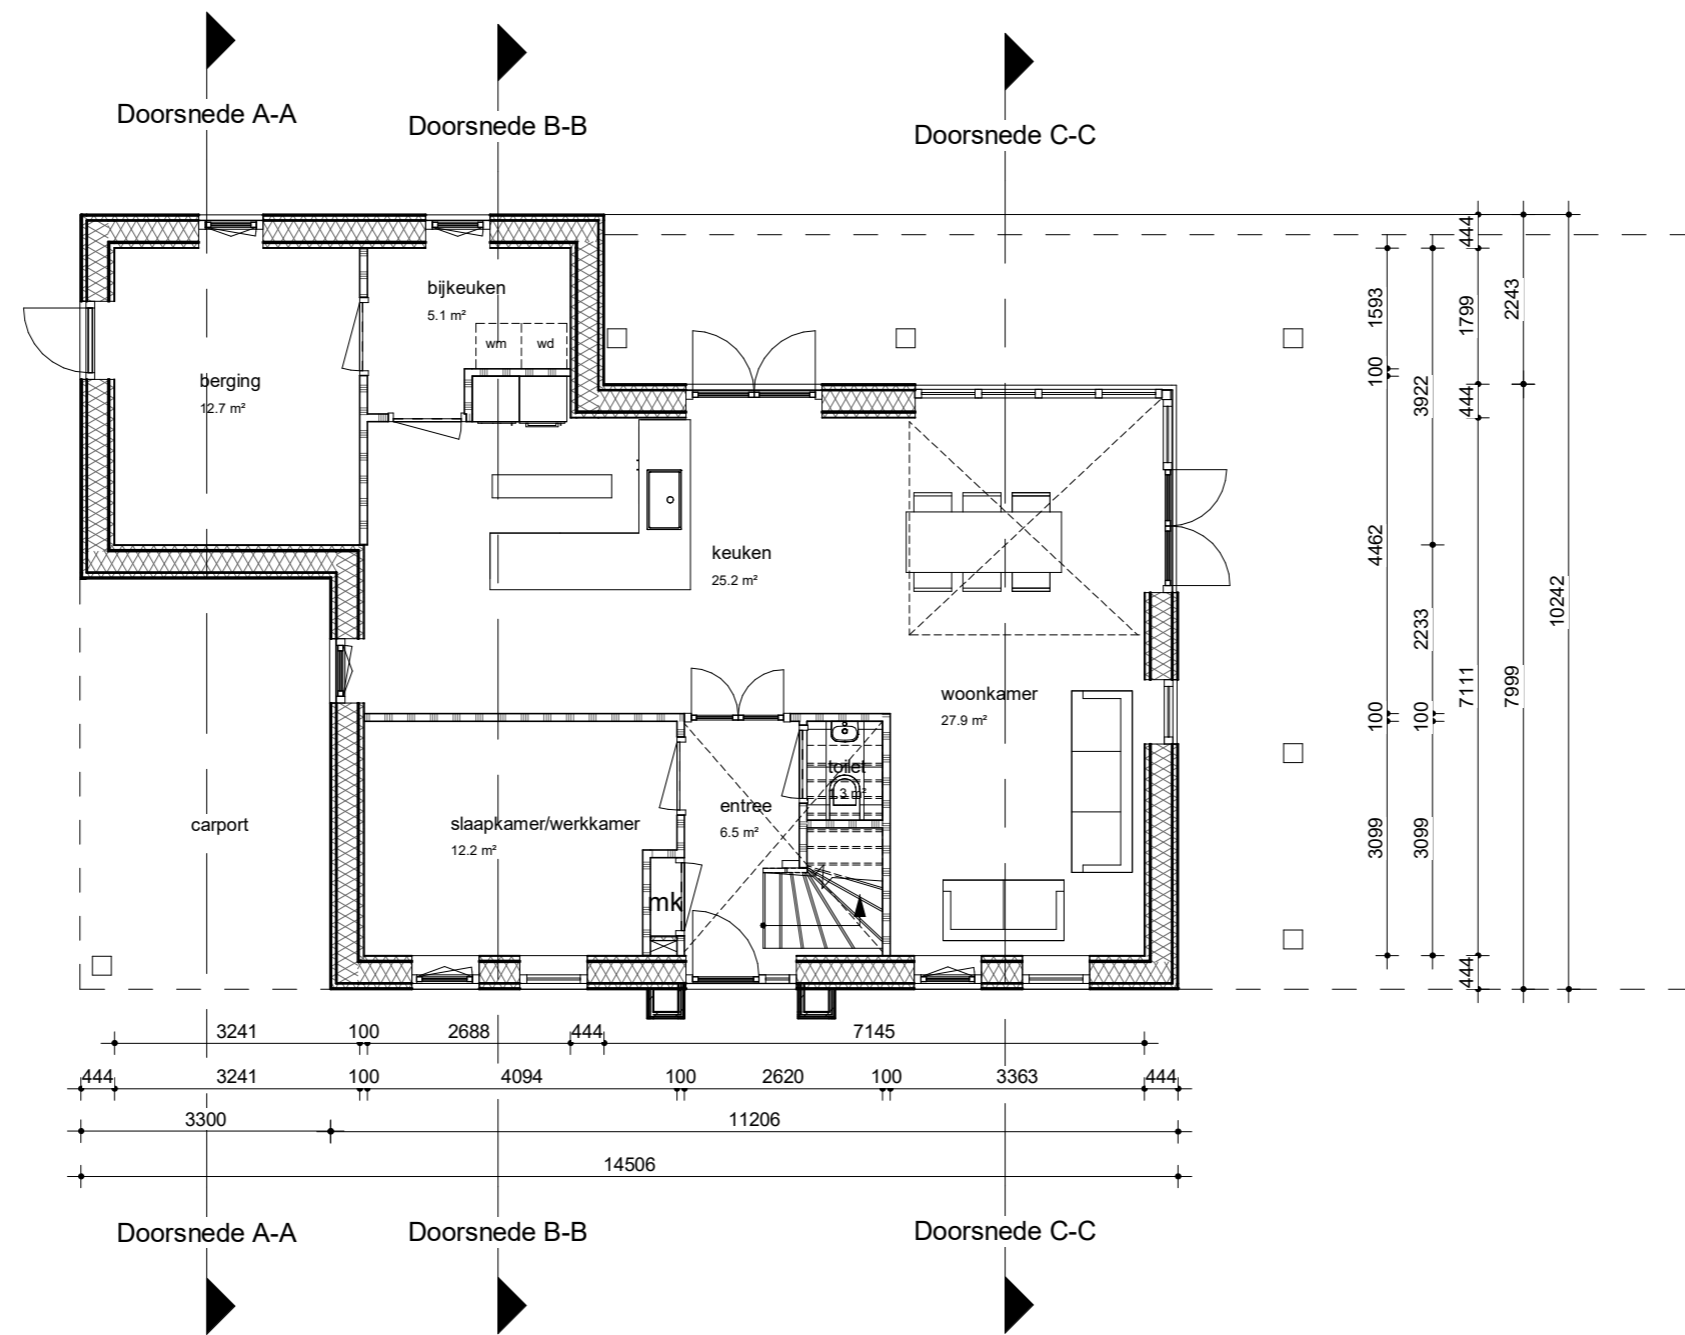 Doorsnede A-A
Doorsnede B-B
Doorsnede C-C
bijkeuken
5.1 m²
wm
wd
berging
12.7 m²
keuken
25.2 m²
woonkamer
27.9 m²
toilet
1.3 m²
entree
6.5 m²
slaapkamer/werkkamer
12.2 m²
carport
mk
1593
100
4462
100
3099
3922
2233
100
3099
444
1799
444
7111
444
2243
7999
10242
3241
100
2688
444
7145
444
3241
100
4094
100
2620
100
3363
444
3300
11206
14506
Doorsnede A-A
Doorsnede B-B
Doorsnede C-C